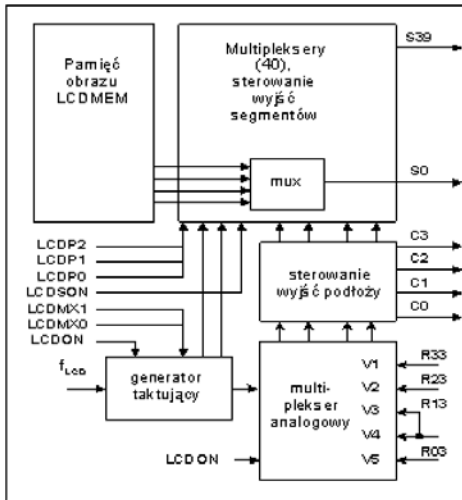 Pamięć
obrazu
LCDMEM
Multipleksery
(40),
sterowanie
wyjść
segmentów
S39
mux
S0
LCDP2
LCDP1
LCDP0
LCDSON
LCDMX1
LCDMX0
LCDON
fLCD
generator
taktujący
sterowanie
wyjść podłoży
C3
C2
C1
C0
multi-
plekser
analogowy
V1
V2
V3
V4
V5
R33
R23
R13
R03
LCDON